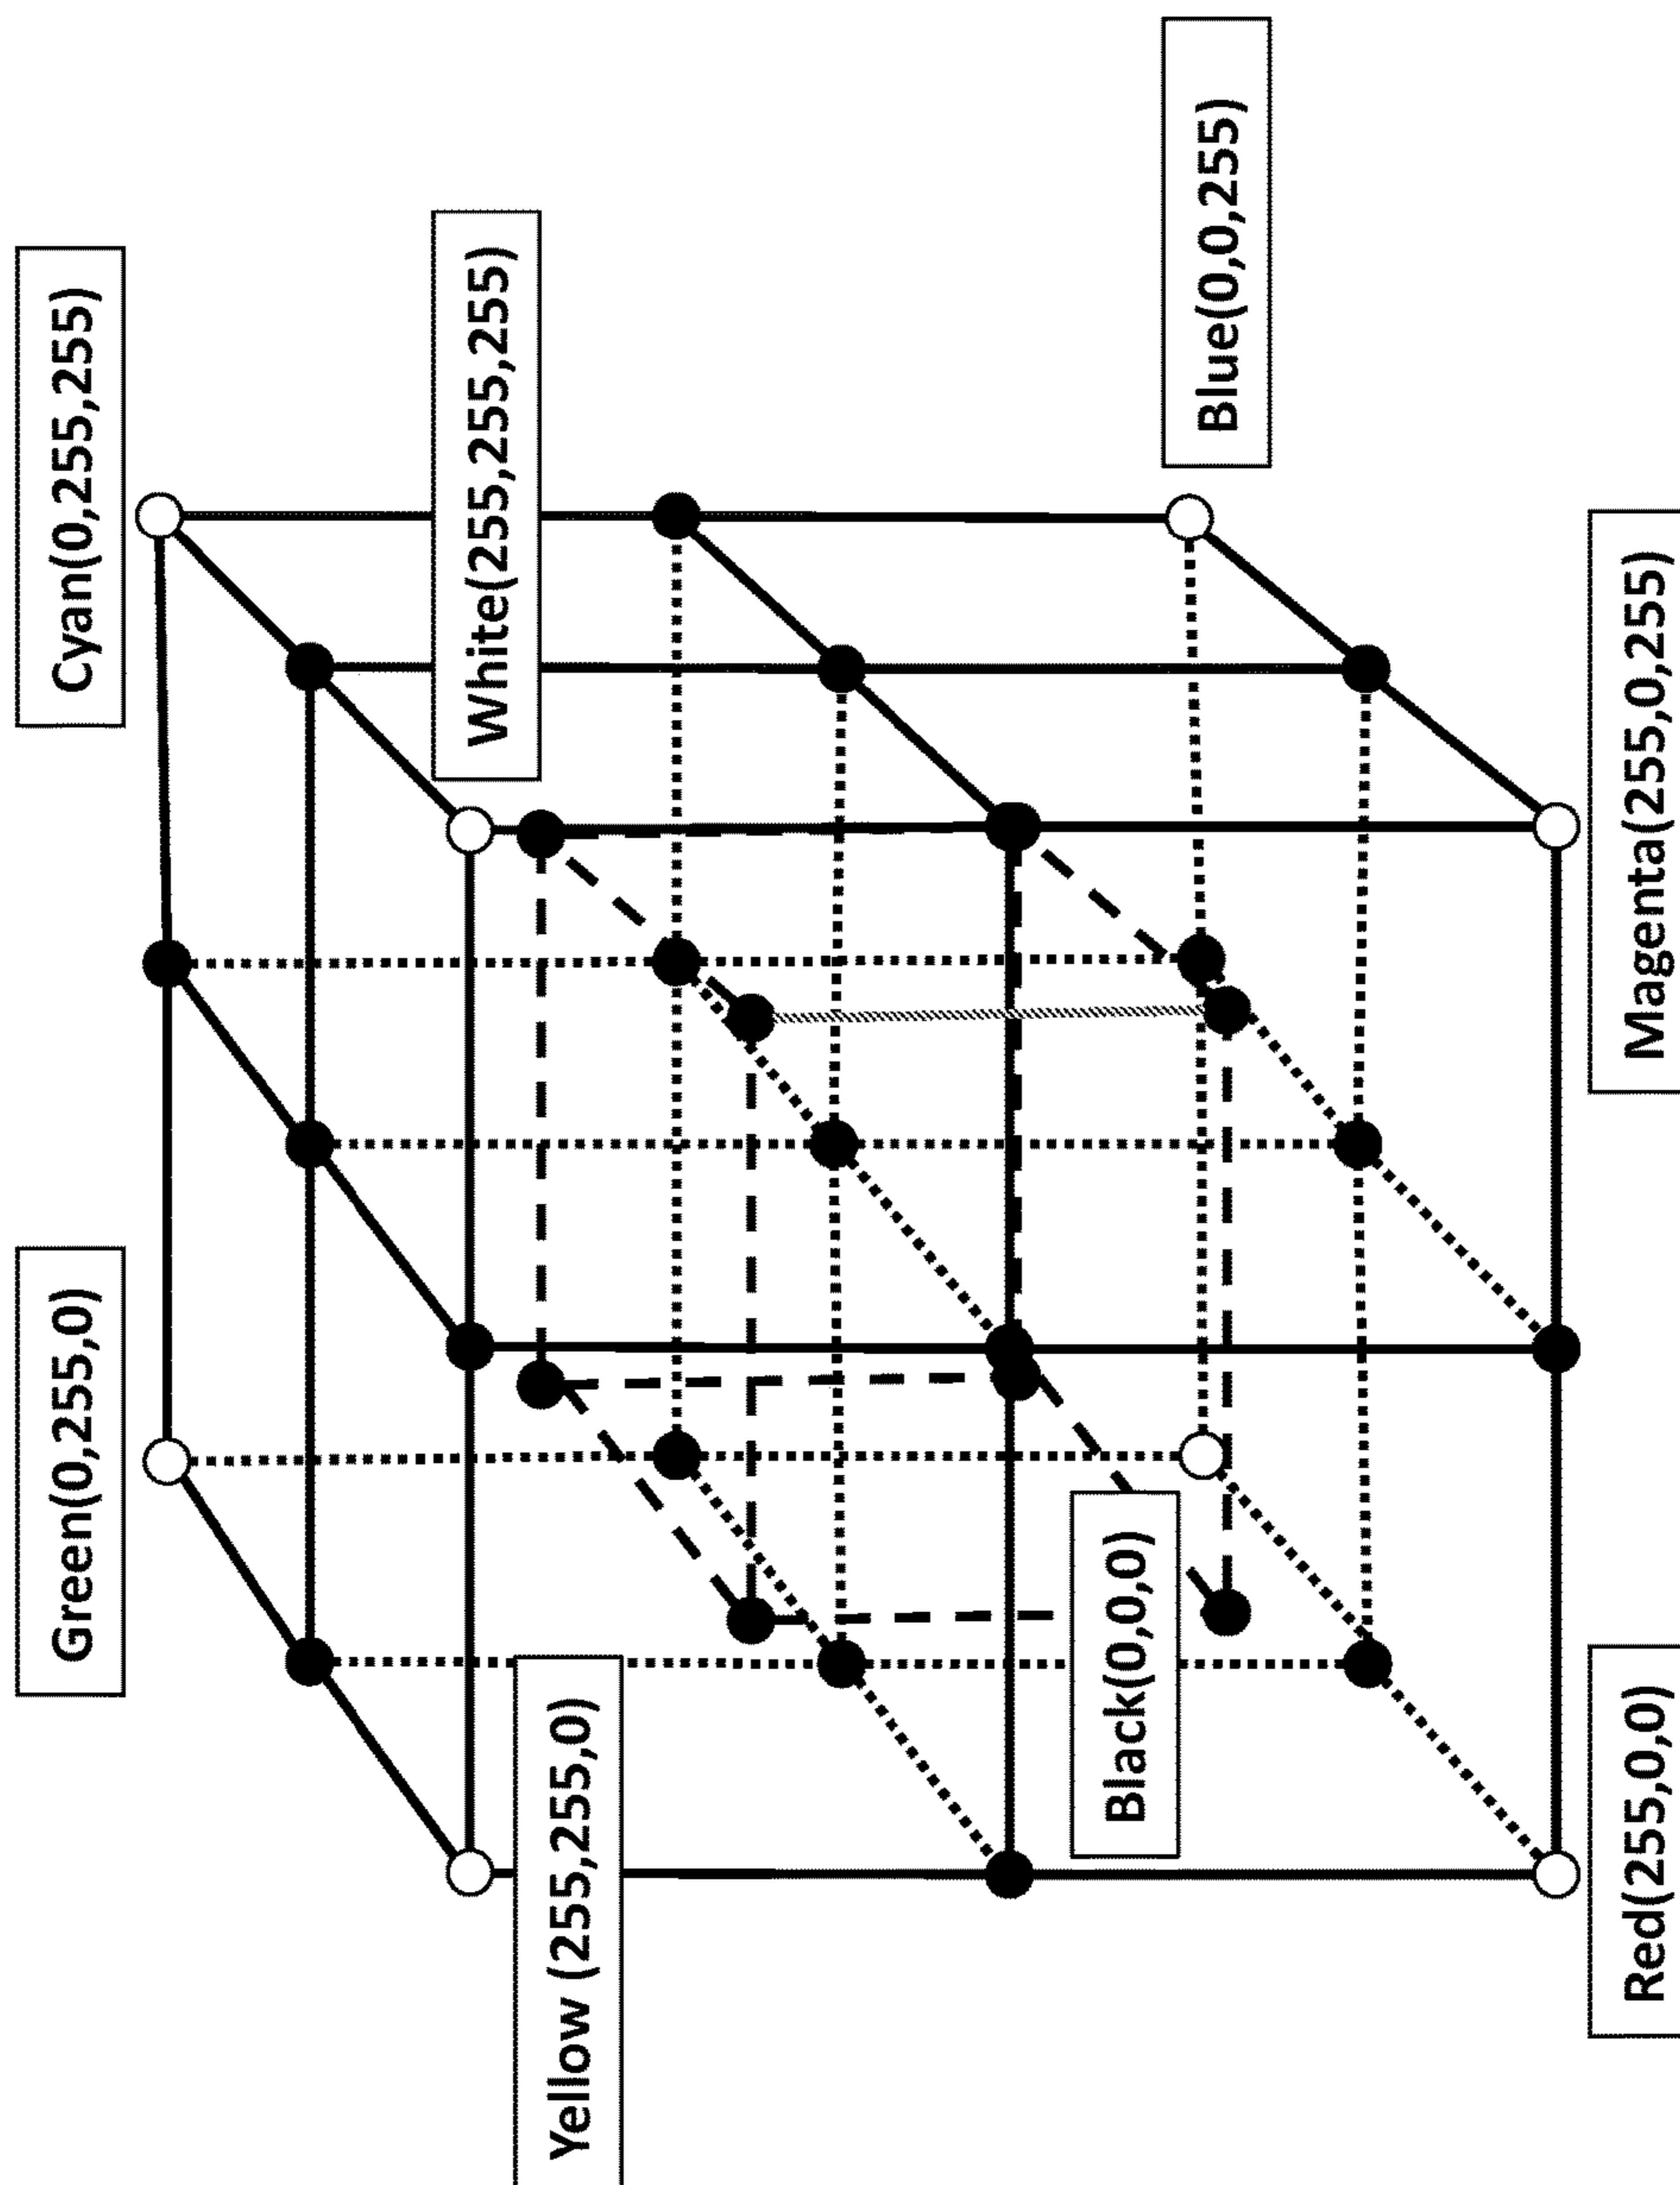 Green(0,255,0)
Cyan(0,255,255)
White(255,255,255)
Yellow (255,255,0)
Black(0,0,0)
Blue(0,0,255)
Red(255,0,0)
Magenta(255,0,255)